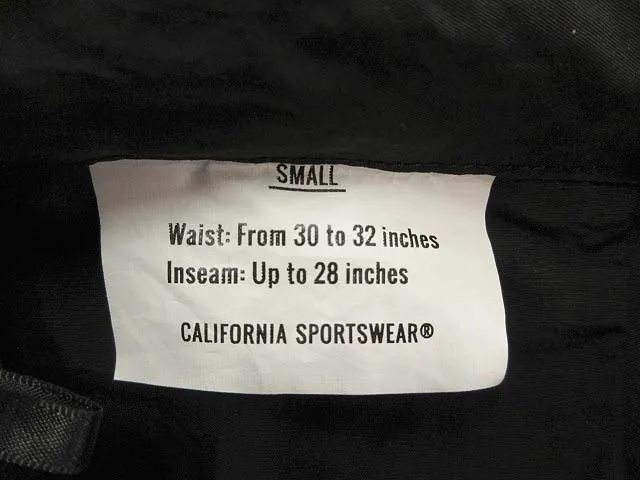 SMALL
Waist: From 30 to 32 inches
Inseam: Up to 28 inches
CALIFORNIA SPORTSWEAR®